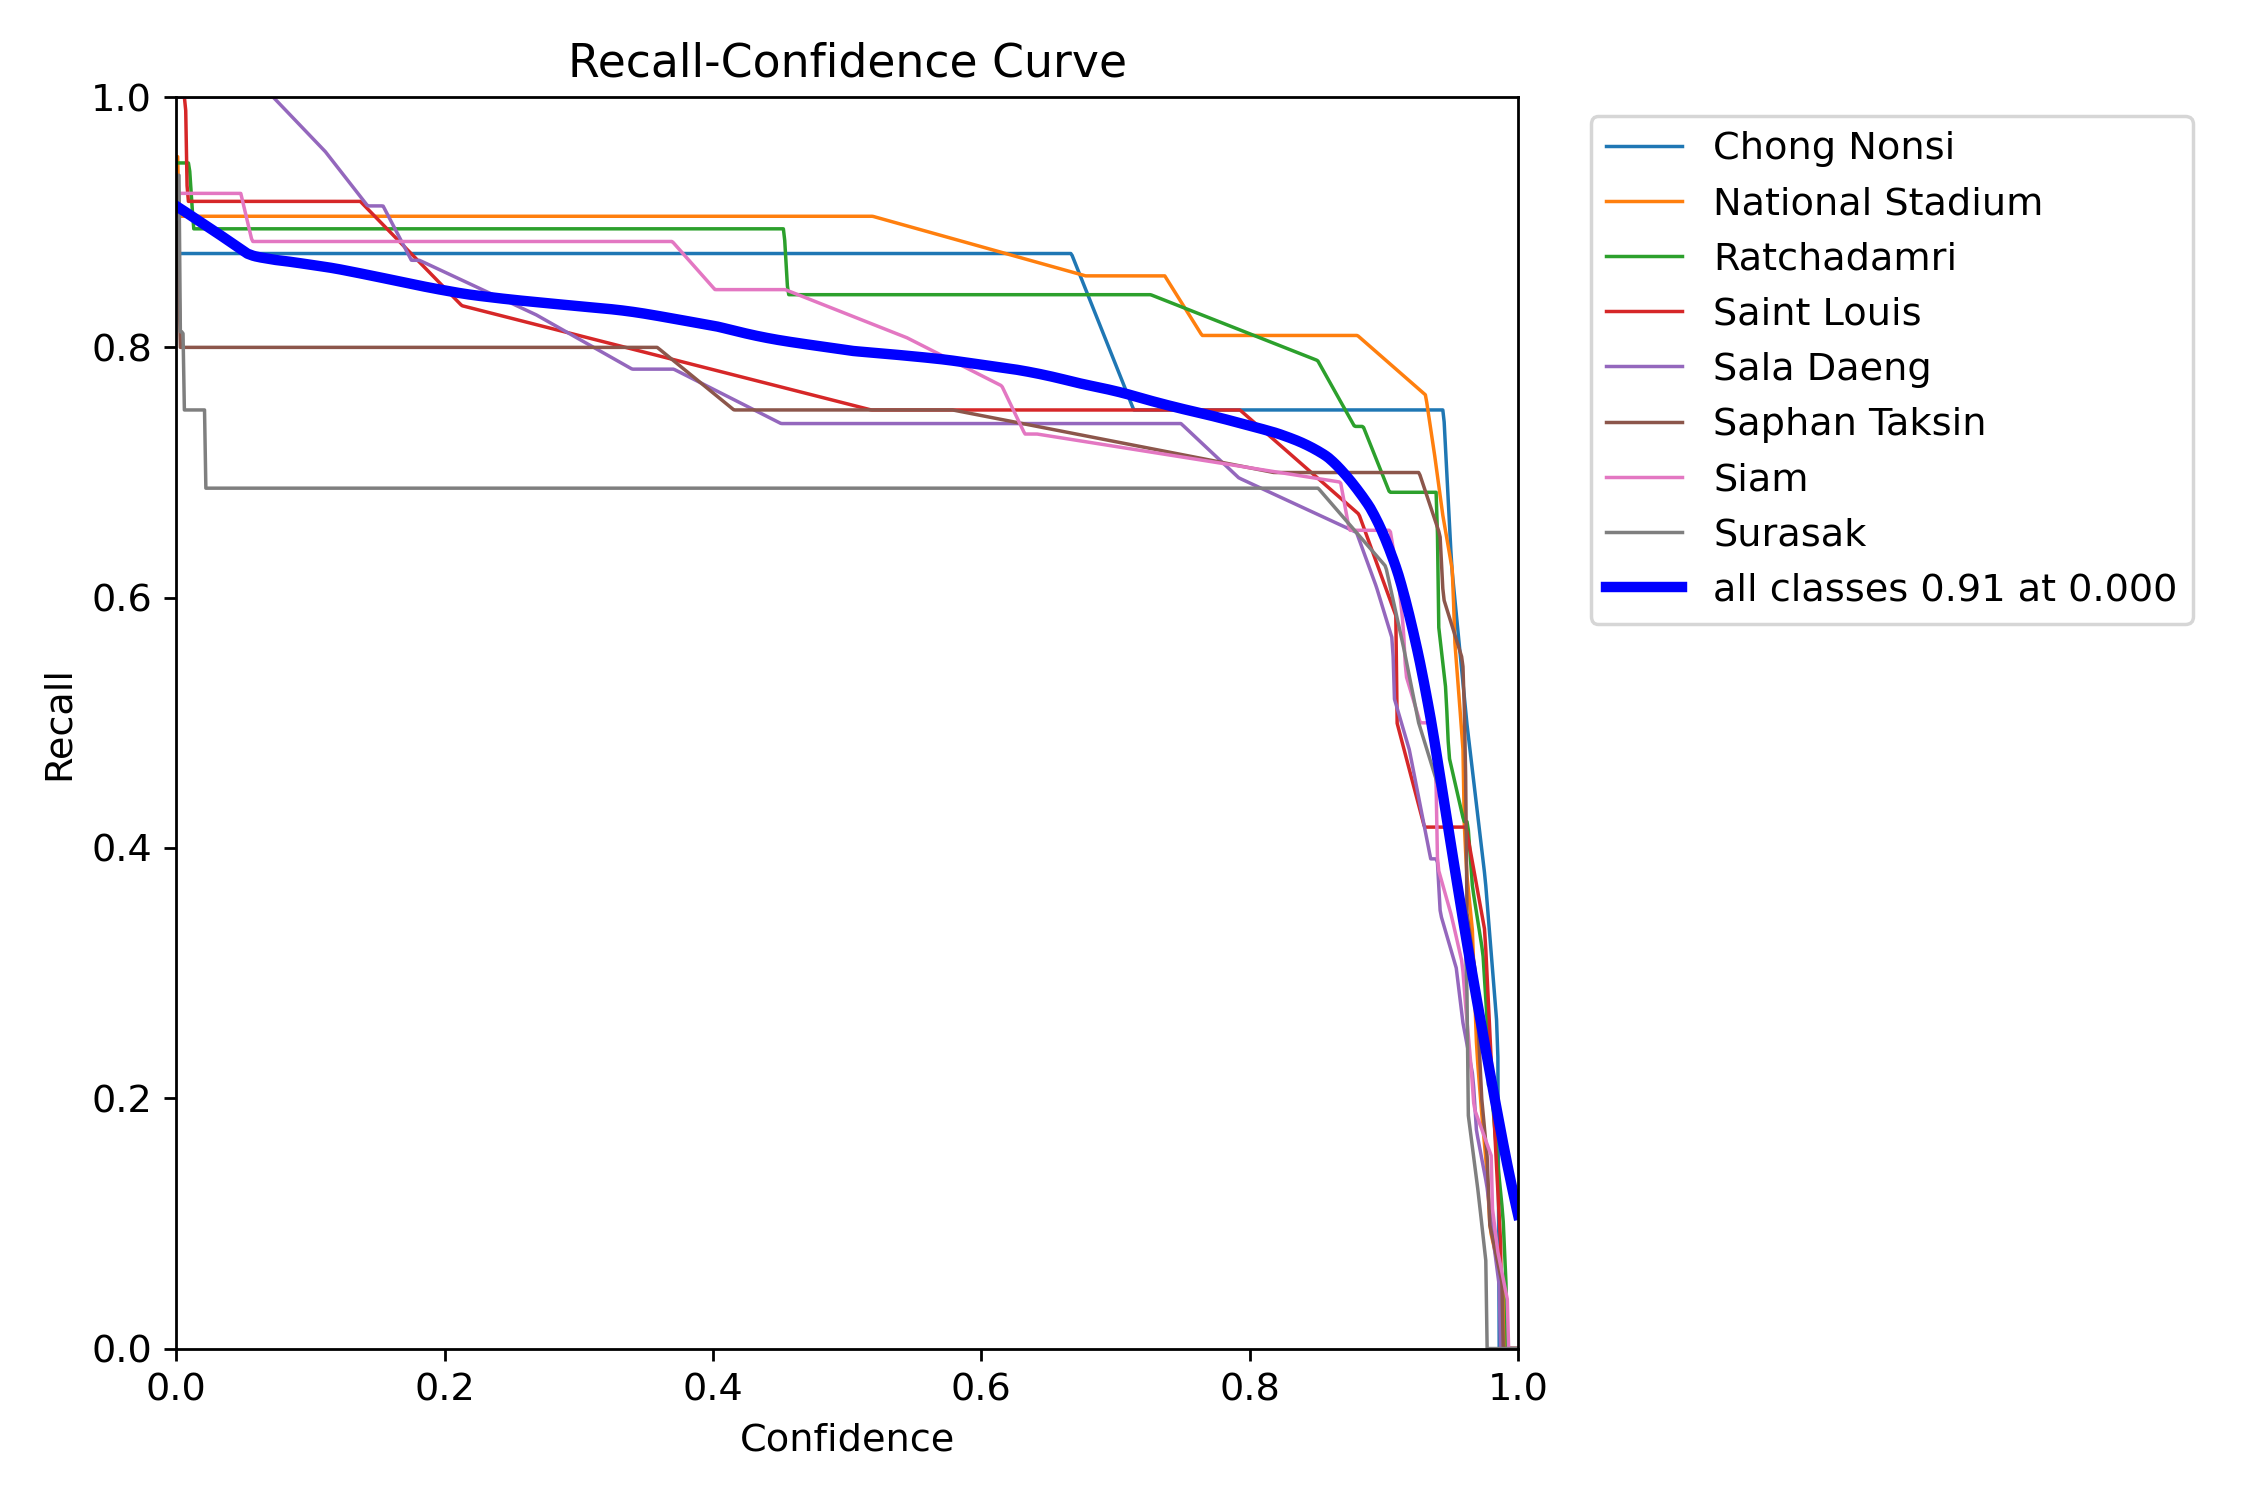 Recall-Confidence Curve
1.0
0.8
0.6
0.4
0.2
0.0
Recall
0.0 0.2 0.4 0.6 0.8 1.0
Confidence
Chong Nonsi
National Stadium
Ratchadamri
Saint Louis
Sala Daeng
Saphan Taksin
Siam
Surasak
all classes 0.91 at 0.000